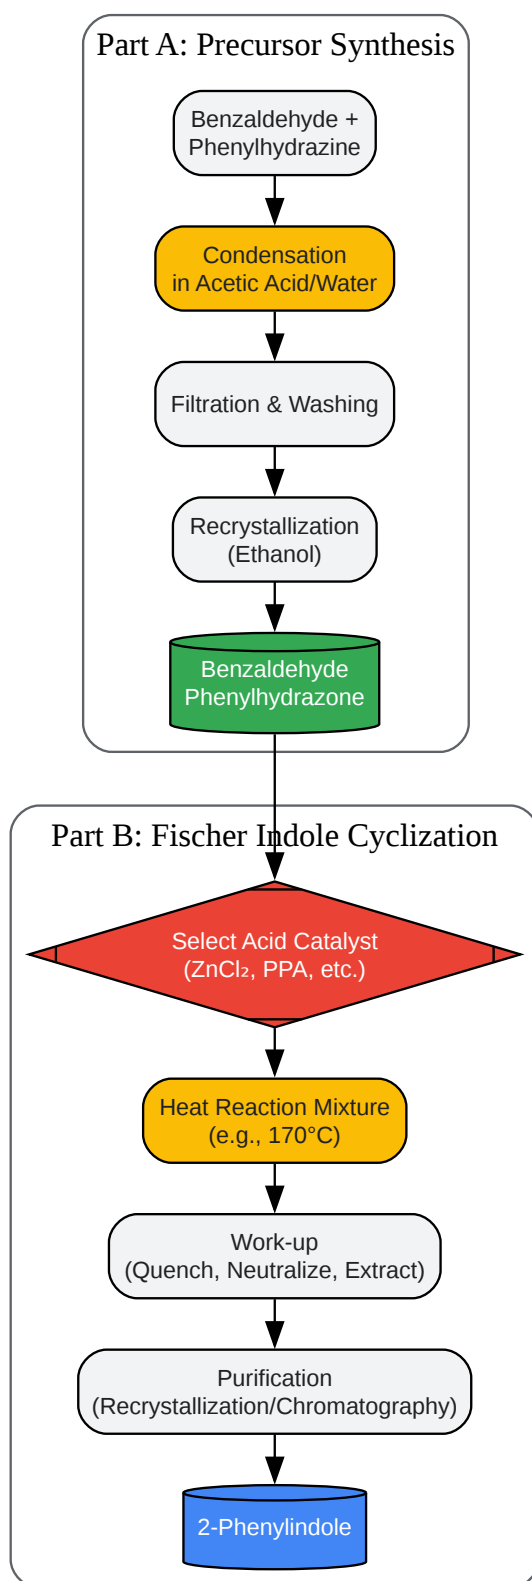 Part A: Precursor Synthesis
Benzaldehyde +
Phenylhydrazine
Condensation
in Acetic Acid/Water
Filtration & Washing
Recrystallization
(Ethanol)
Benzaldehyde
Phenylhydrazone
Part B: Fischer Indole Cyclization
Select Acid Catalyst
(ZnCl₂, PPA, etc.)
Heat Reaction Mixture
(e.g., 170°C)
Work-up
(Quench, Neutralize, Extract)
Purification
(Recrystallization/Chromatography)
2-Phenylindole